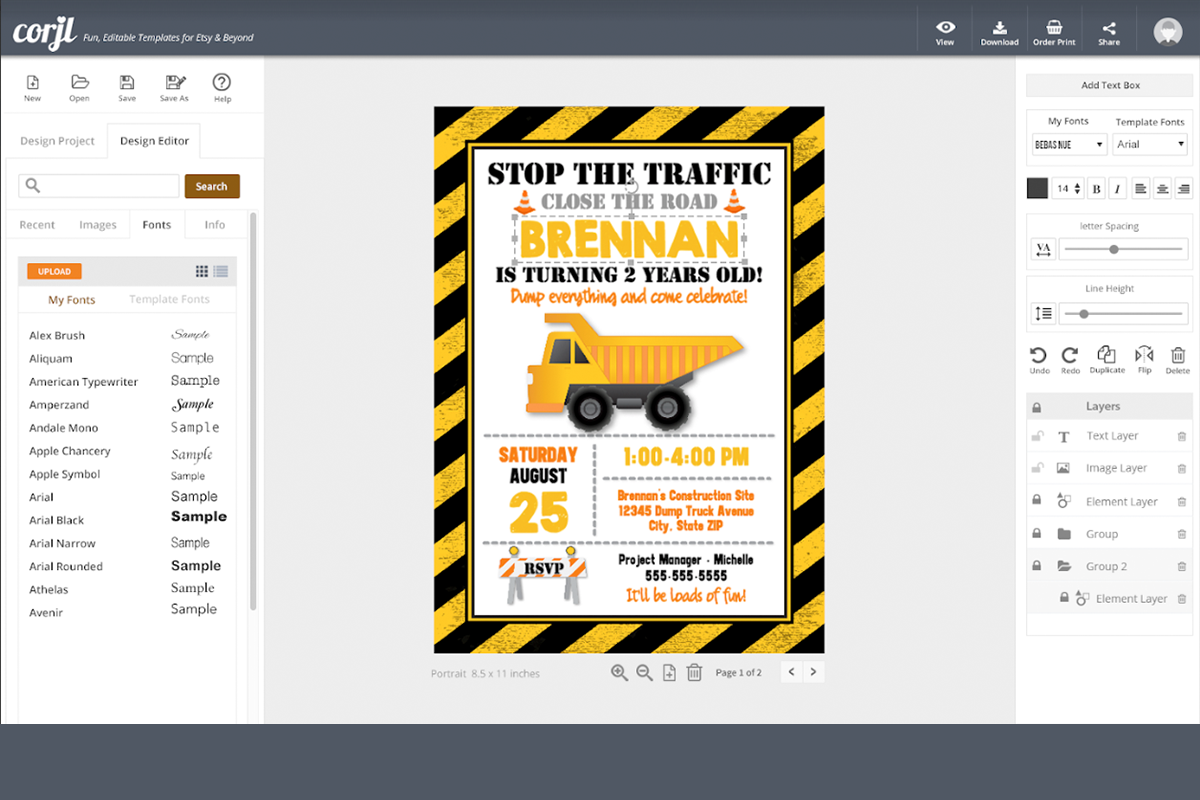 corjl Fun, Editable Templates for Etsy & Beyond
View Download Order Print Share
New Open Save Save As Help
Design Project Design Editor
Search
Recent Images Fonts Info
UPLOAD
My Fonts Template Fonts
Alex Brush Sample
Aliquam Sample
American Typewriter Sample
Amperzand Sample
Andale Mono Sample
Apple Chancery Sample
Apple Symbol Sample
Arial Sample
Arial Black Sample
Arial Narrow Sample
Arial Rounded Sample
Athelas Sample
Avenir Sample
STOP THE TRAFFIC
CLOSE THE ROAD
BRENNAN
IS TURNING 2 YEARS OLD!
Dump everything and come celebrate!
SATURDAY
AUGUST
25
1:00-4:00 PM
Brennan's Construction Site
12345 Dump Truck Avenue
City, State ZIP
RSVP
Project Manager - Michelle
555-555-5555
It'll be loads of fun!
Portrait 8.5 x 11 inches
Page 1 of 2
< >
Add Text Box
My Fonts Template Fonts
BEBAS NUE Arial
14 B I
letter Spacing
VA
Line Height
Undo Redo Duplicate Flip Delete
Layers
T Text Layer
Image Layer
Element Layer
Group
Group 2
Element Layer